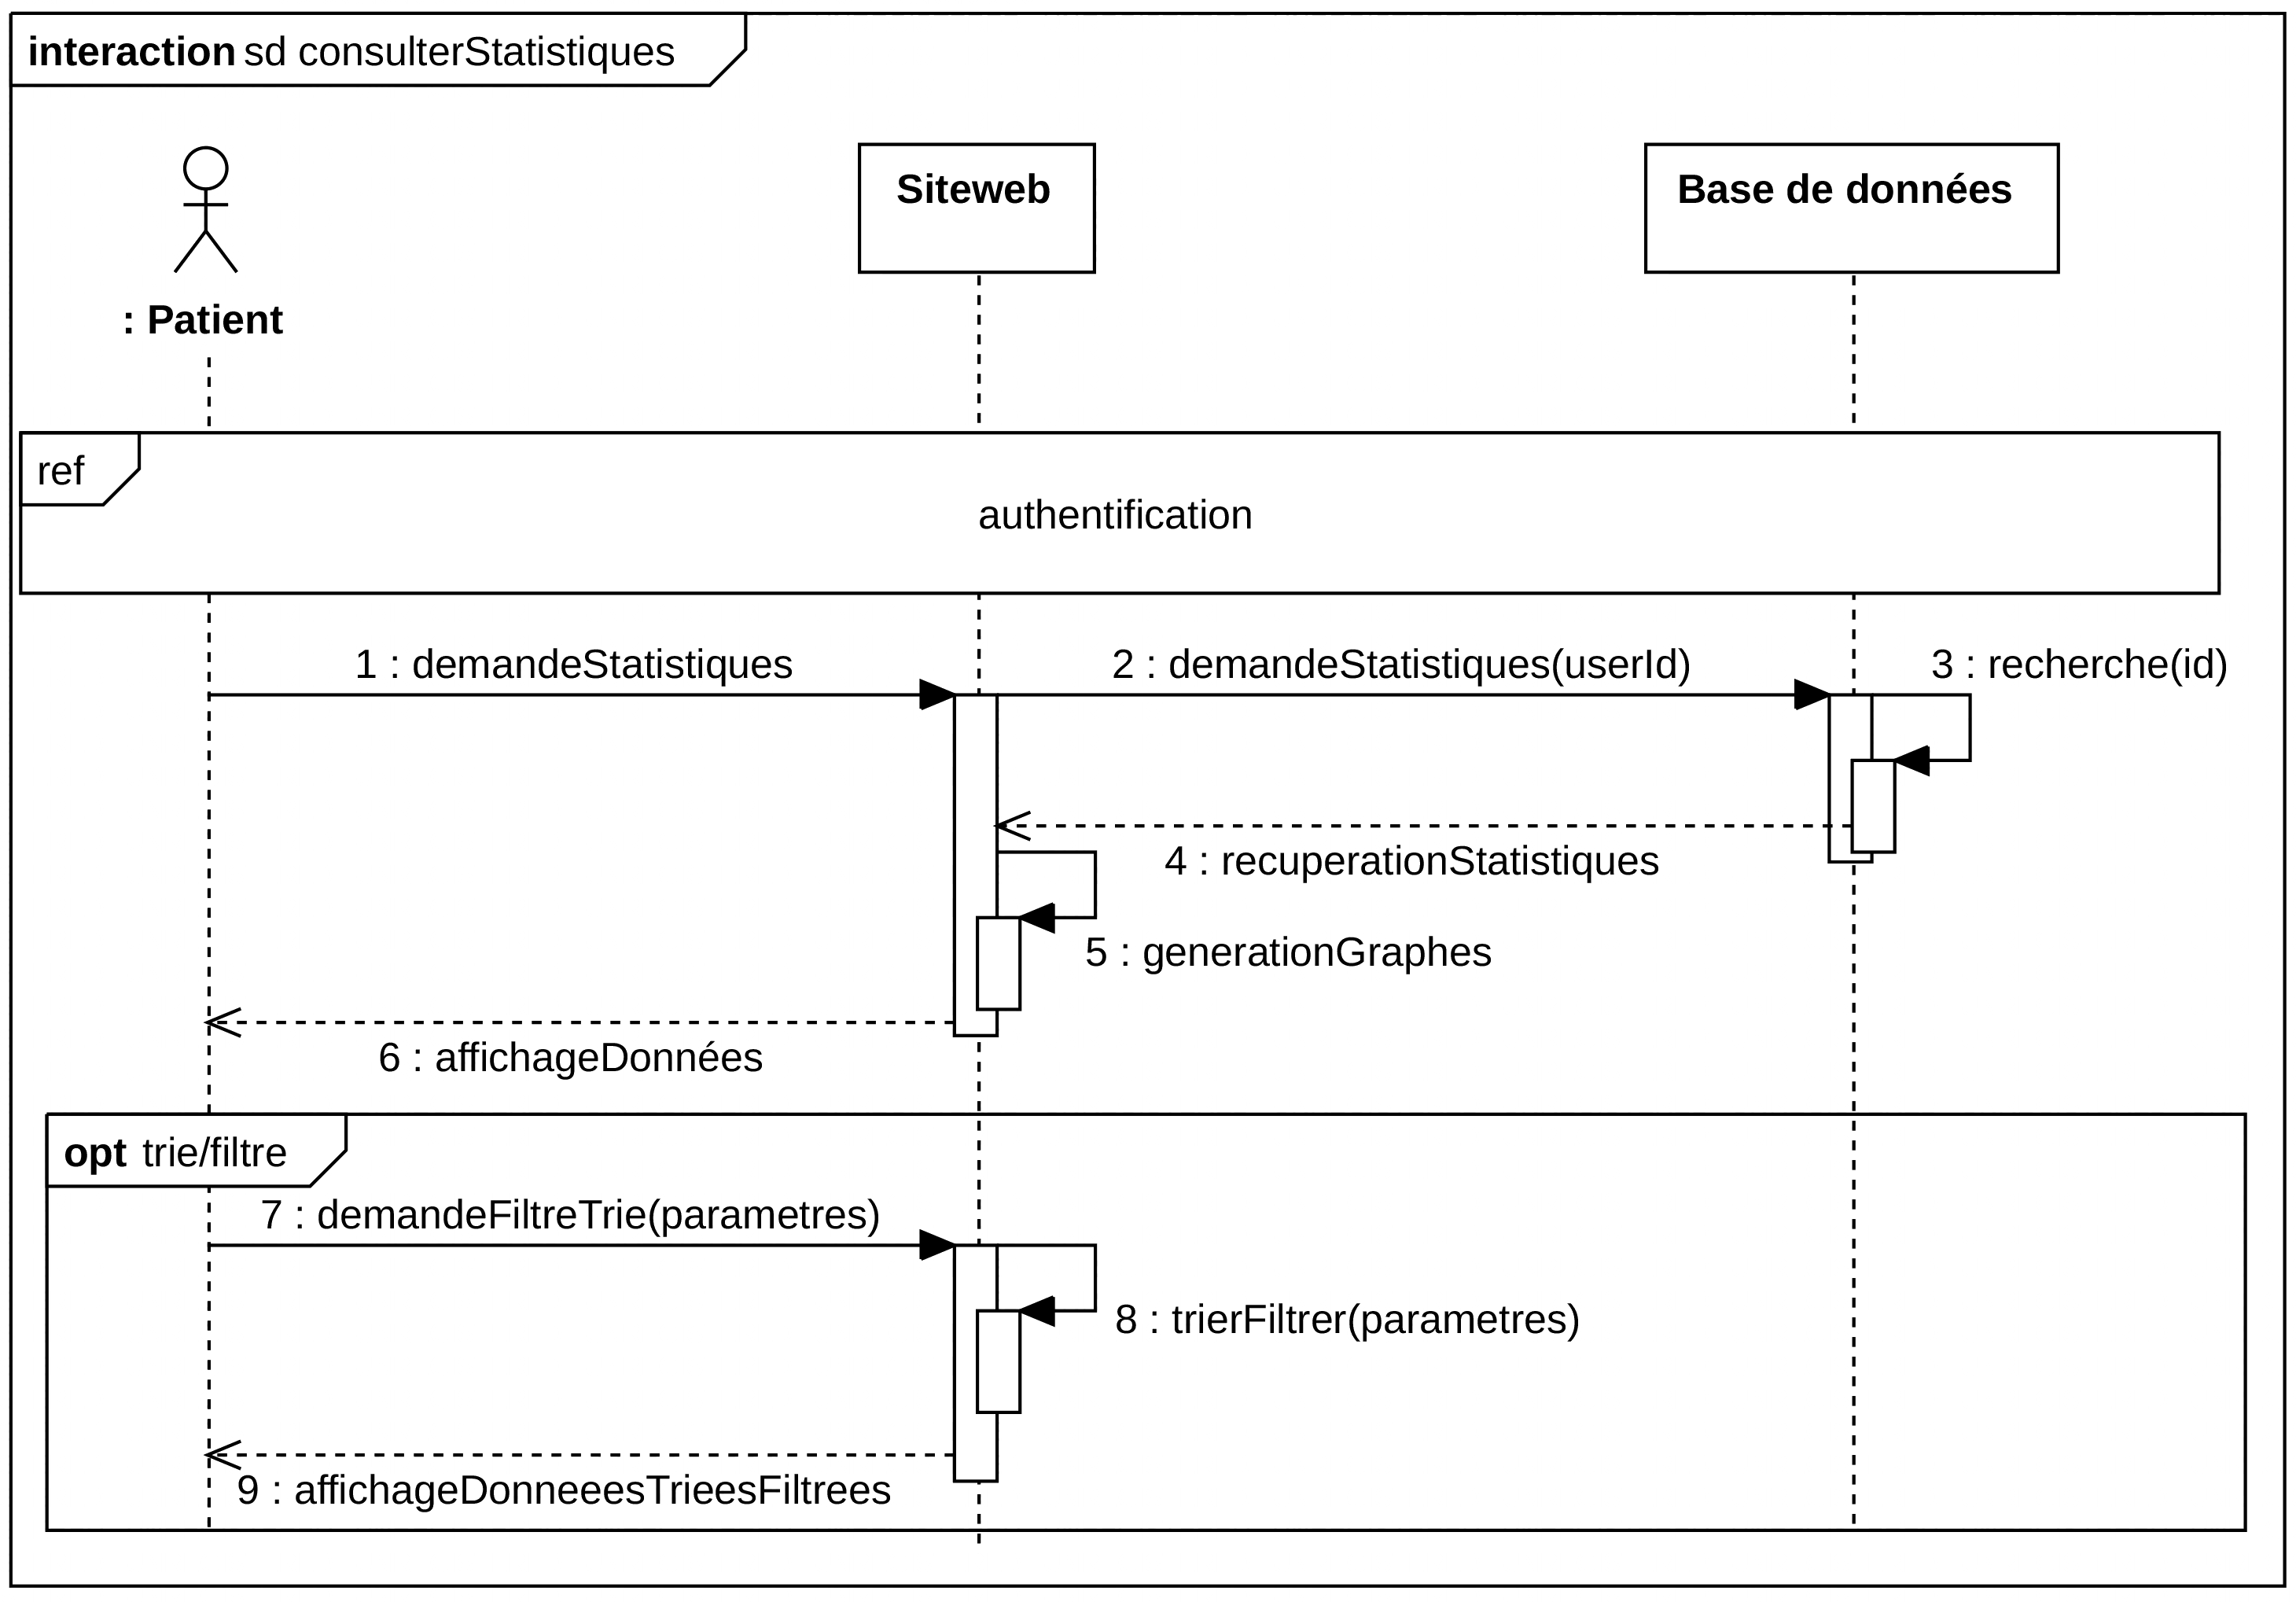 interaction sd consulterStatistiques
: Patient
Siteweb
Base de données
ref
authentification
1 : demandeStatistiques
2 : demandeStatistiques(userId)
3 : recherche(id)
4 : recuperationStatistiques
5 : generationGraphes
6 : affichageDonnées
opt trie/filtre
7 : demandeFiltreTrie(parametres)
8 : trierFiltrer(parametres)
9 : affichageDonneeesTrieesFiltrees